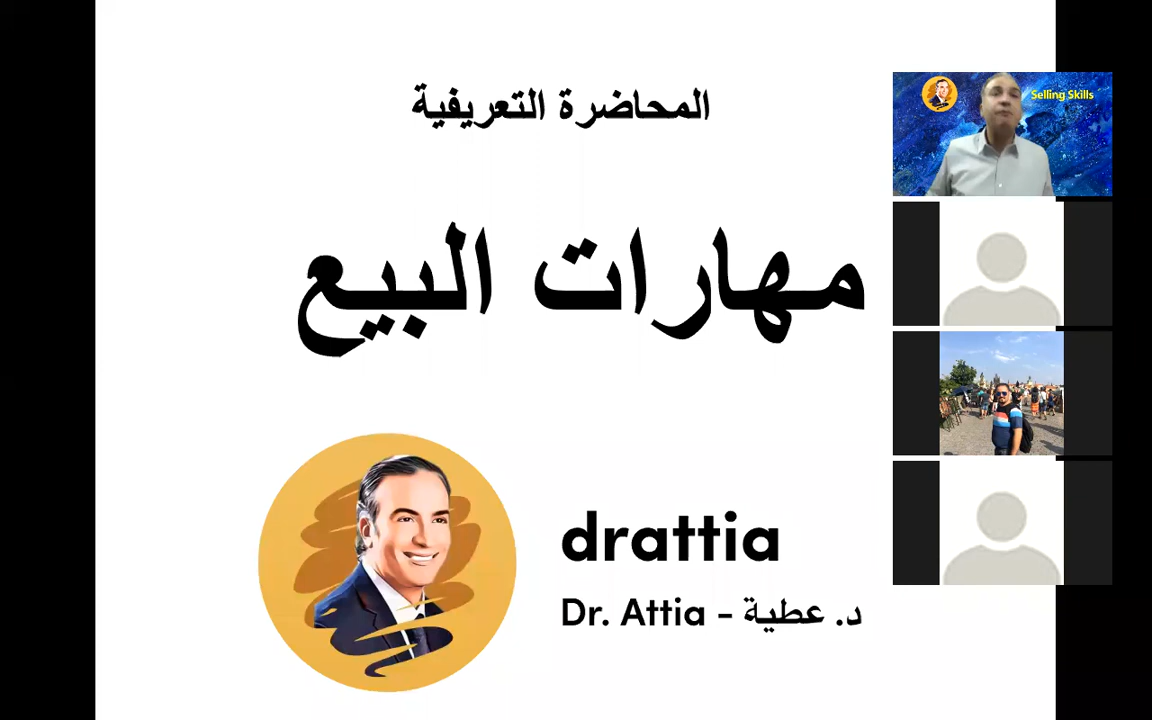 المحاضرة التعريفية
مهارات البيع
drattia
Dr. Attia - د. عطية
Selling Skills